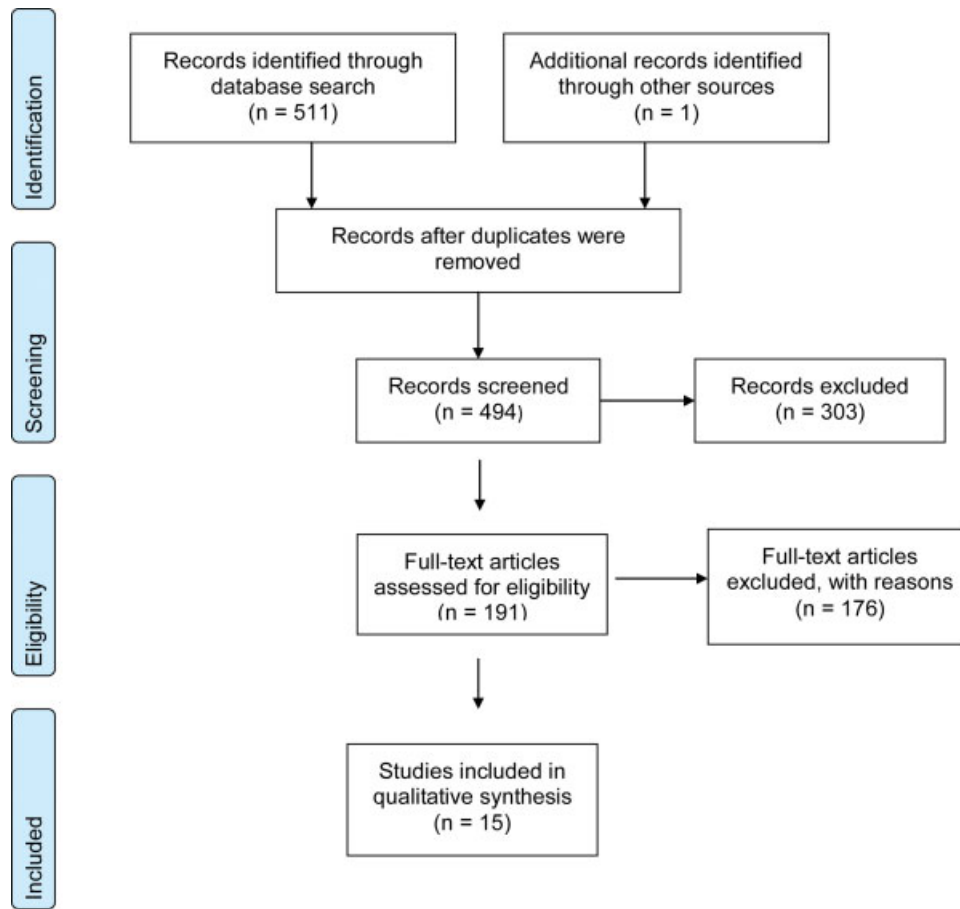 Identification
Records identified through
database search
(n = 511)
Additional records identified
through other sources
(n = 1)
Records after duplicates were
removed
Screening
Records screened
(n = 494)
Records excluded
(n = 303)
Eligibility
Full-text articles
assessed for eligibility
(n = 191)
Full-text articles
excluded, with reasons
(n = 176)
Included
Studies included in
qualitative synthesis
(n = 15)